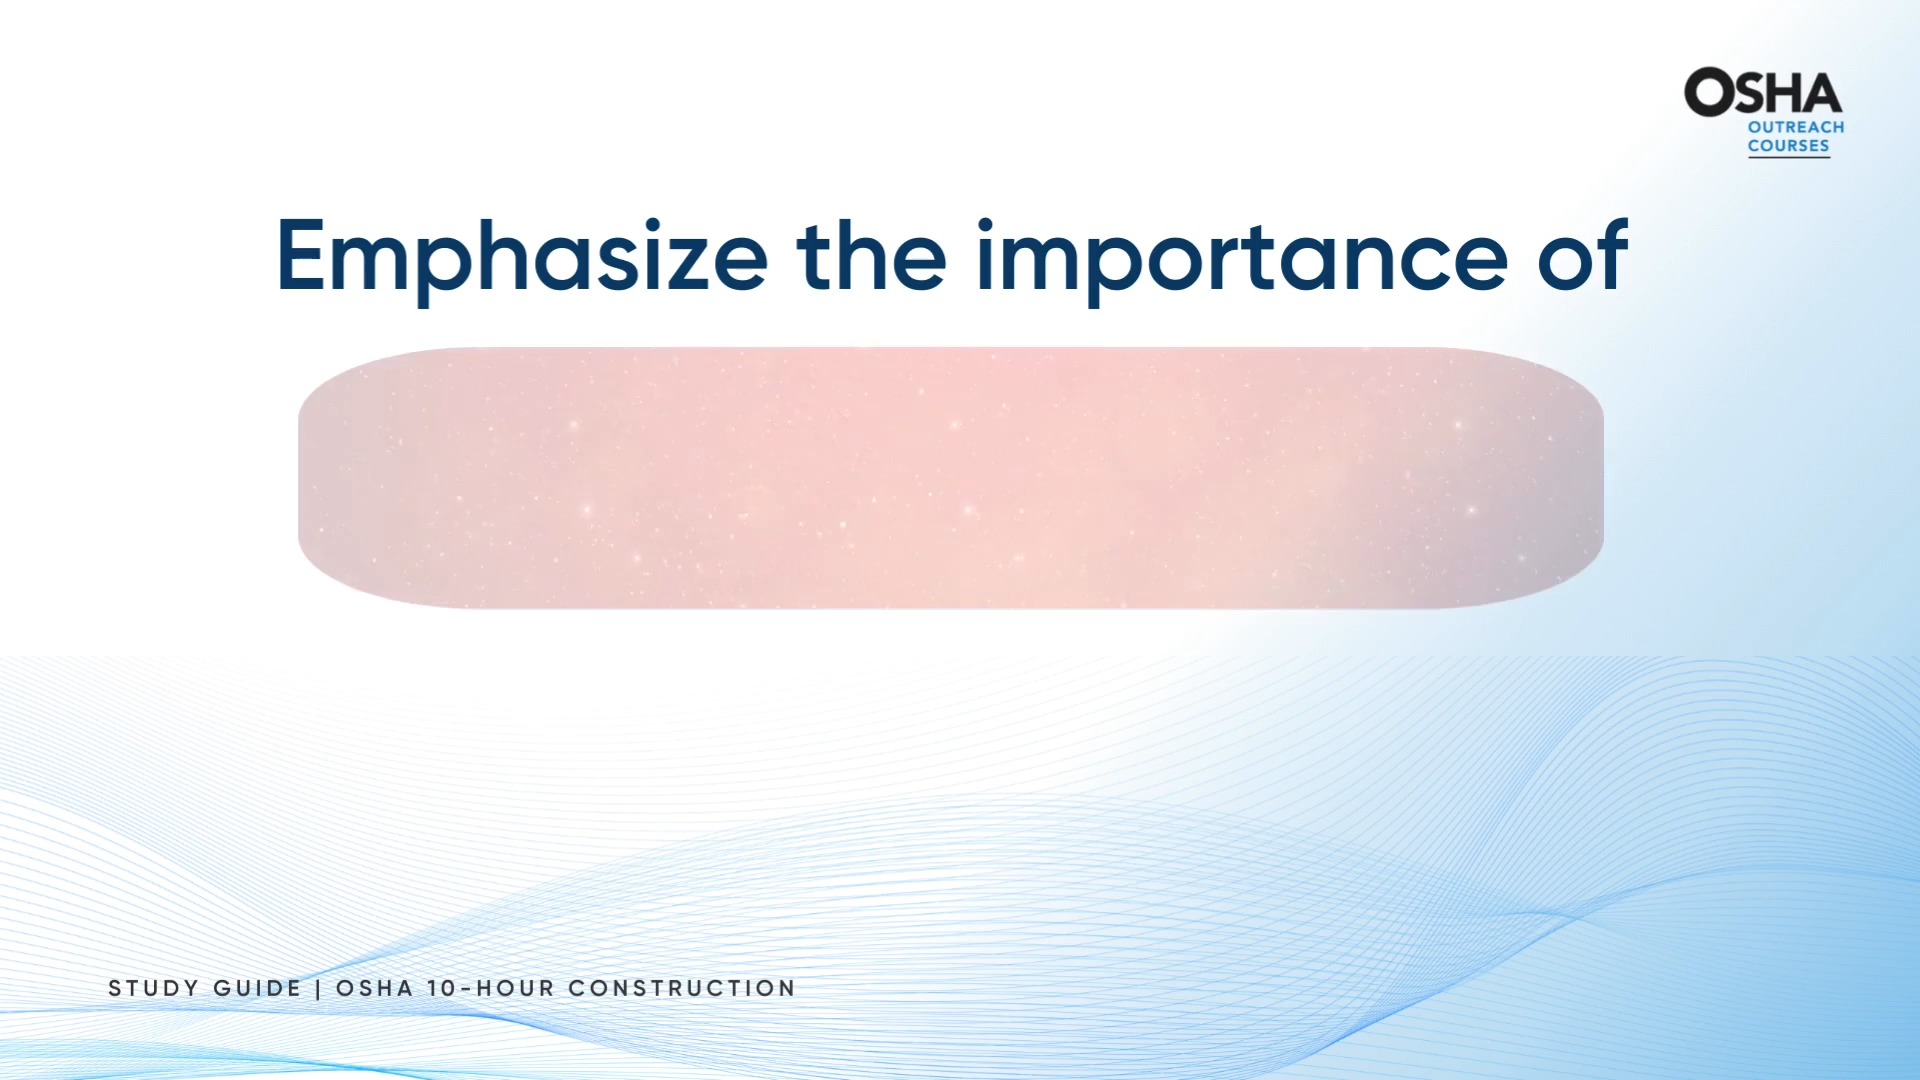 OSHA
OUTREACH
COURSES
Emphasize the importance of
STUDY GUIDE | OSHA 10-HOUR CONSTRUCTION